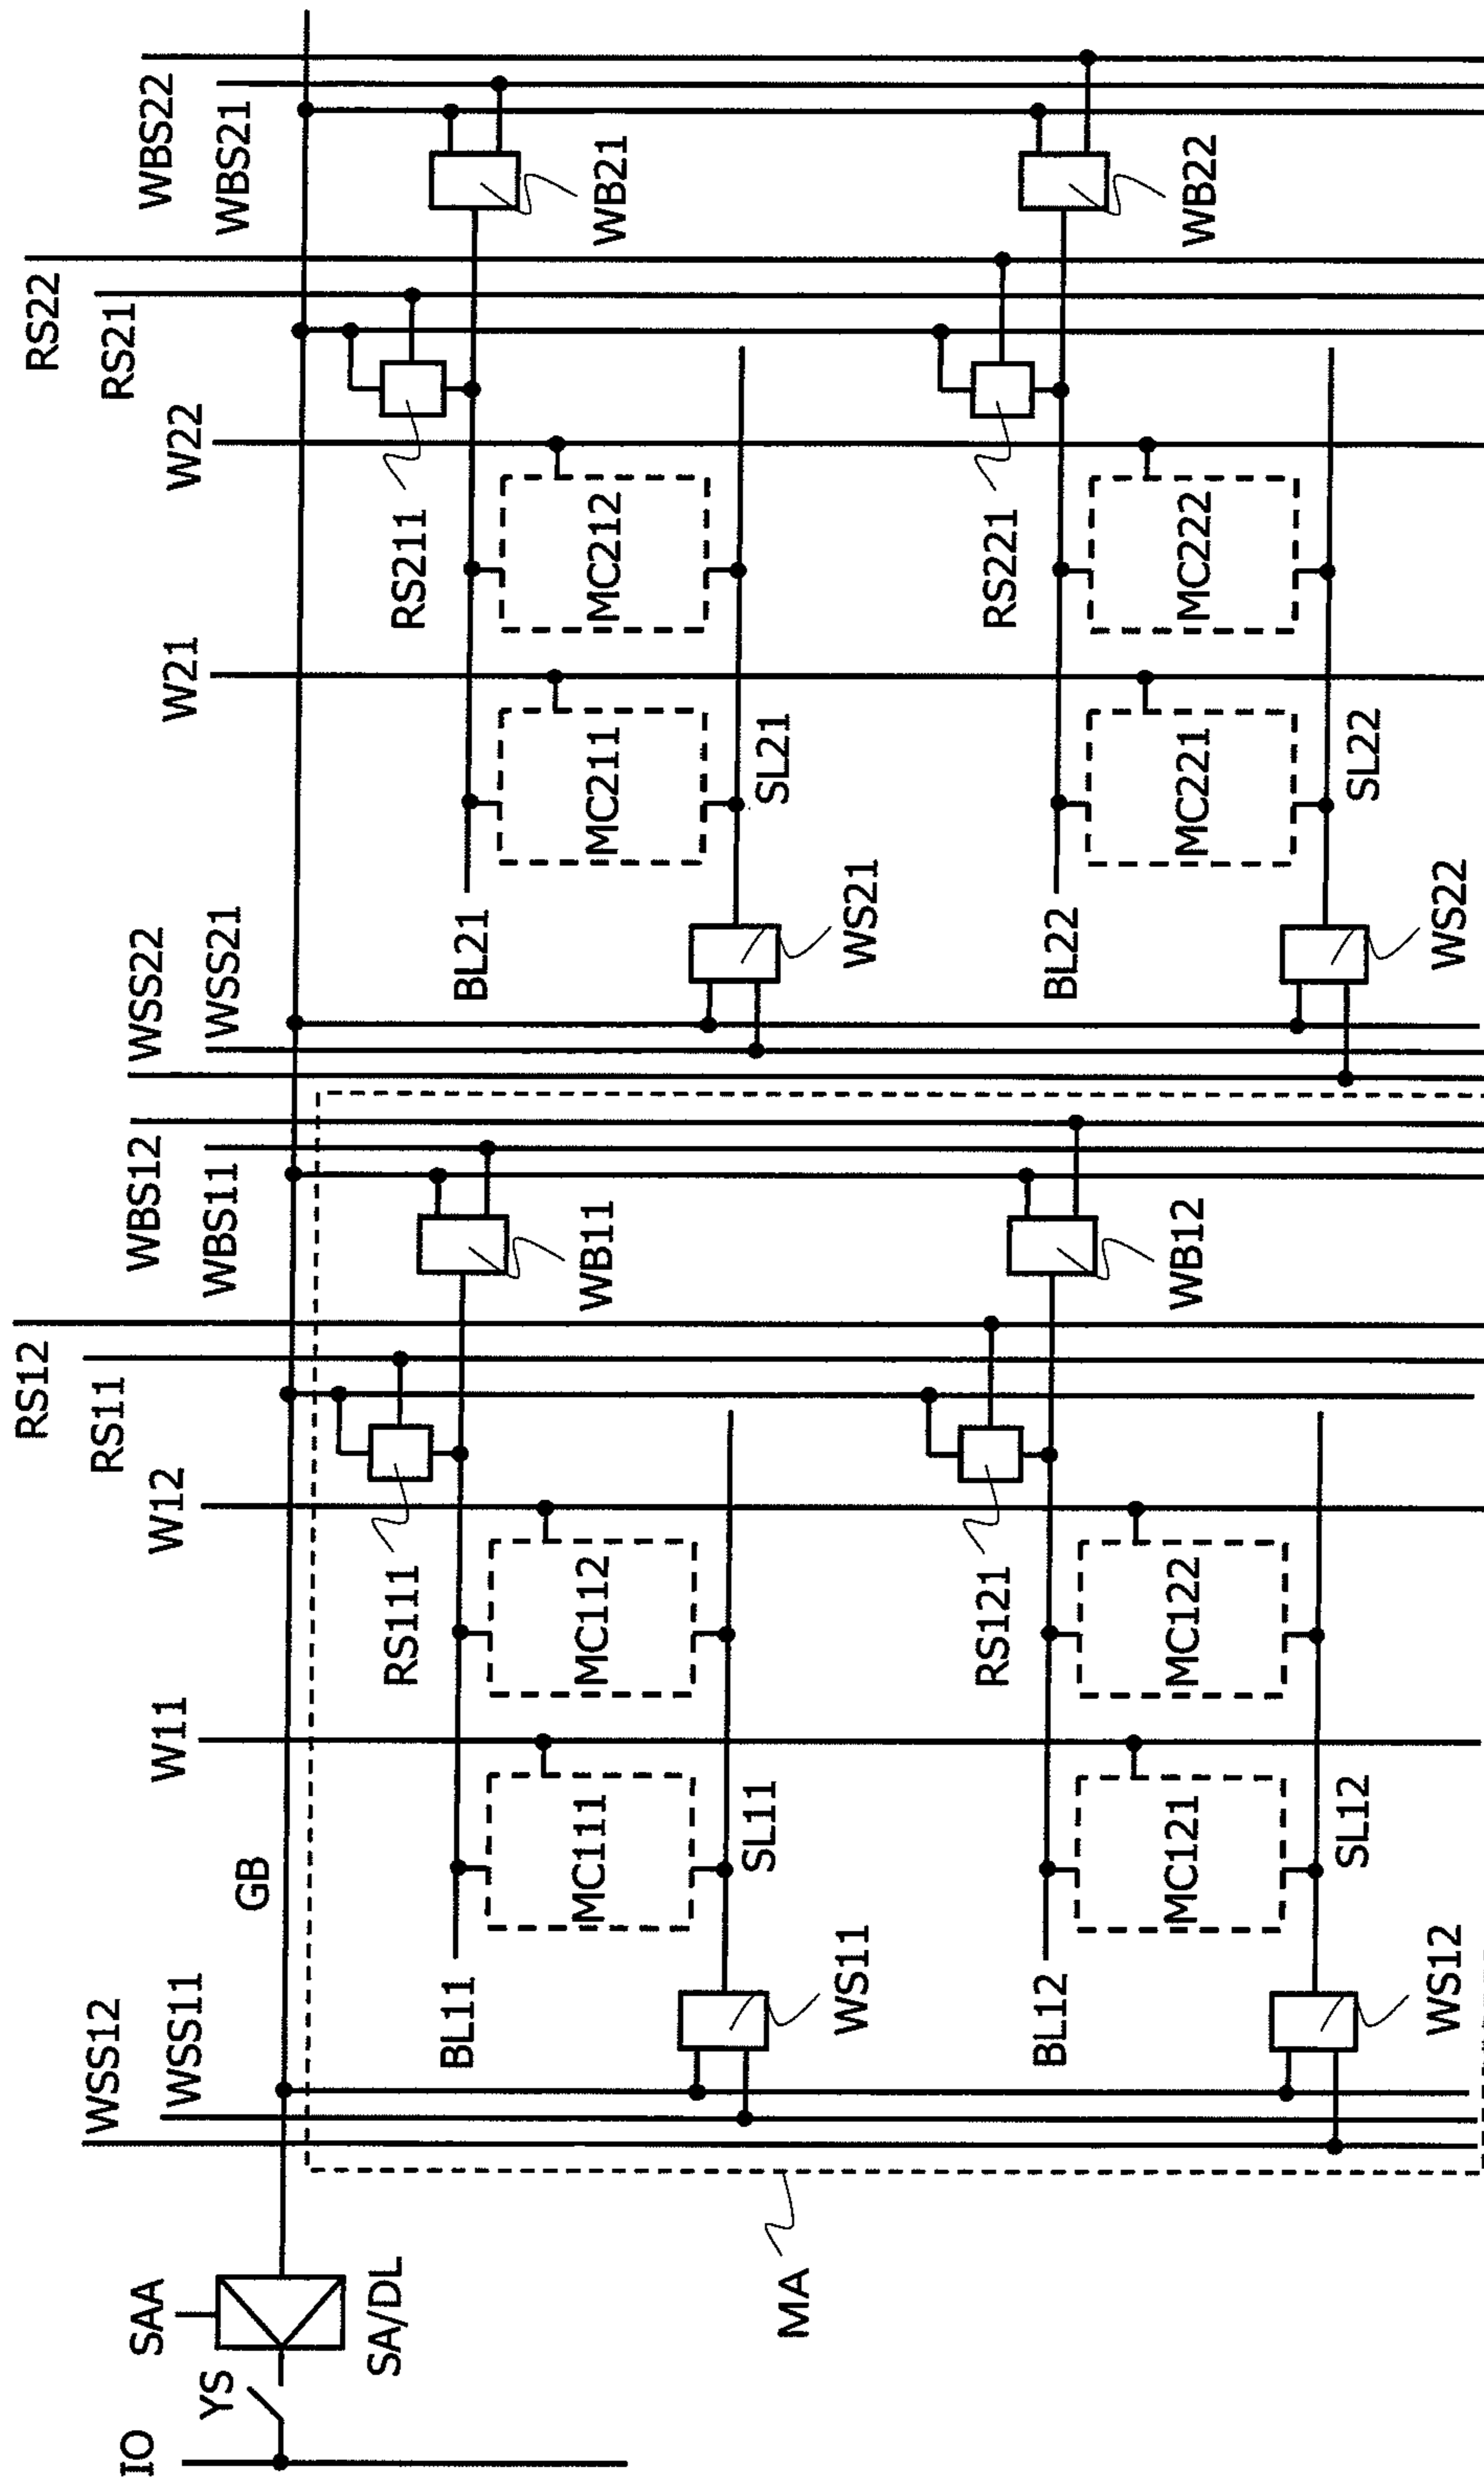 IO
YS
SAA
SA/DL
MA
WSS12
WSS11
GB
W11
W12
RS12
RS11
WBS12
WBS11
WSS22
WSS21
W21
W22
RS22
RS21
WBS22
WBS21
BL11
MC111
MC112
RS111
WB11
SL11
WS11
BL21
MC211
MC212
RS211
WB21
SL21
WS21
BL12
MC121
MC122
RS121
WB12
SL12
WS12
BL22
MC221
MC222
RS221
WB22
SL22
WS22